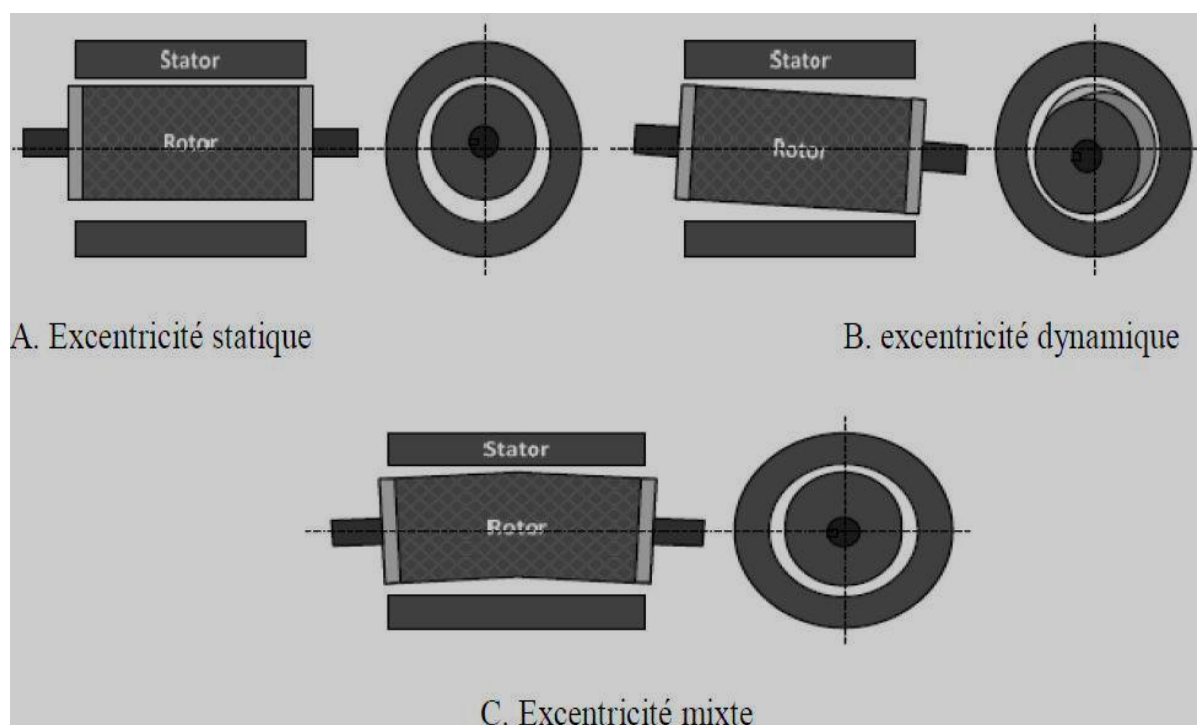 Stator
Rotor
Stator
Rotor
A. Excentricité statique
B. excentricité dynamique
Stator
Rotor
C. Excentricité mixte